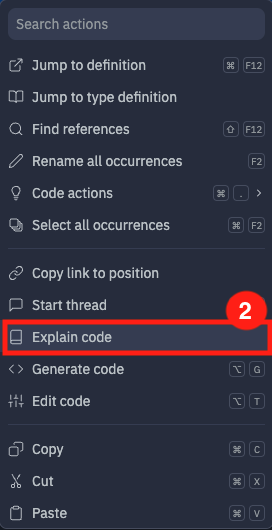 Search actions
Jump to definition ⌘ F12
Jump to type definition
Find references ⇧ F12
Rename all occurrences F2
Code actions ⌘ .
Select all occurrences ⌘ F2
Copy link to position
Start thread
2
Explain code
Generate code ⌥ G
Edit code ⌥ T
Copy ⌘ C
Cut ⌘ X
Paste ⌘ V